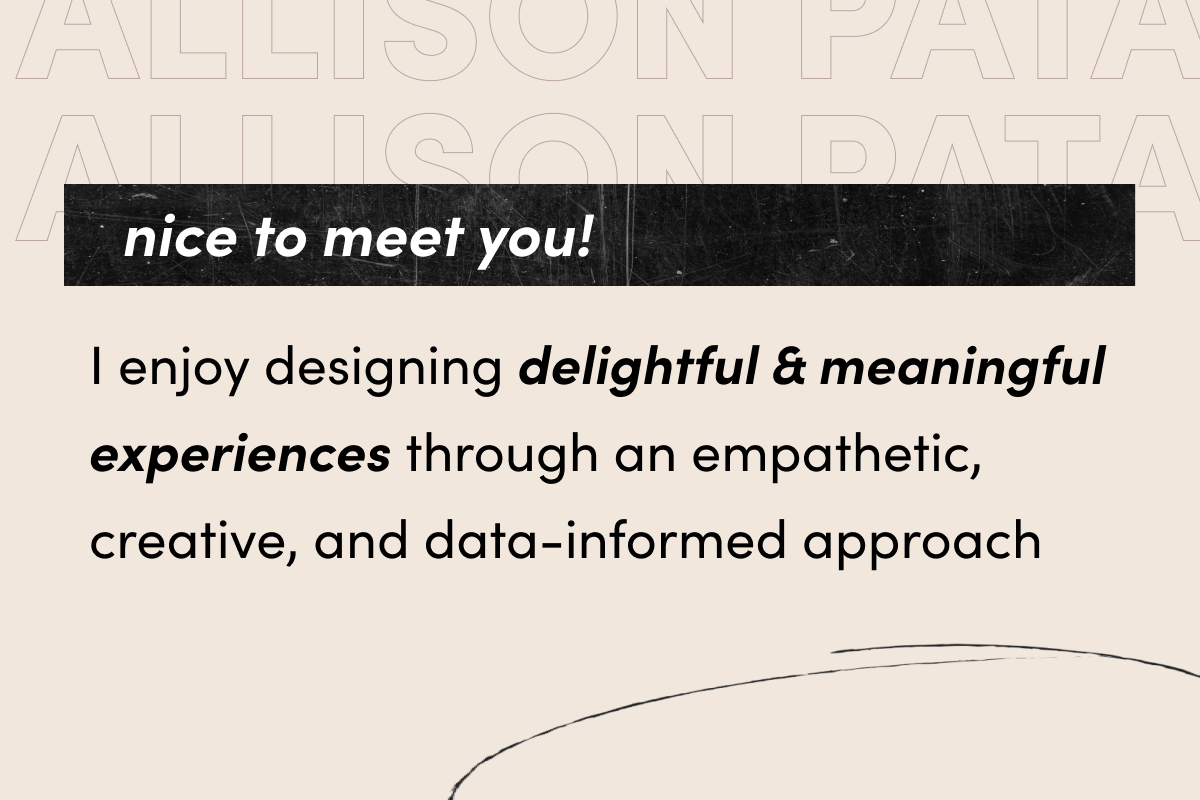 ALLISON PATA
ALLISON PATA
nice to meet you!
I enjoy designing delightful & meaningful
experiences through an empathetic,
creative, and data-informed approach